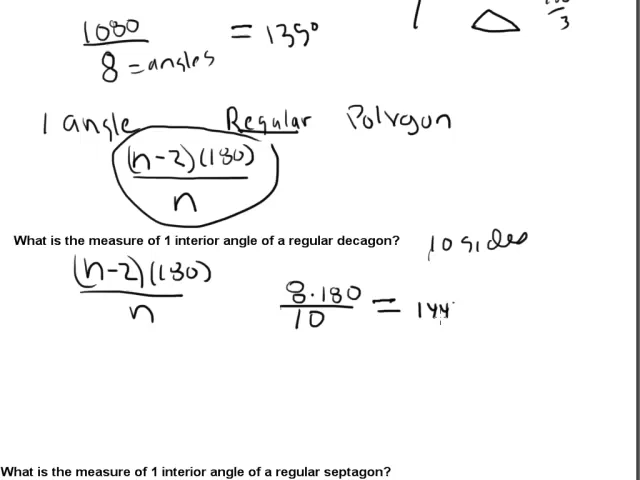 1080
8 = angles
= 135°
3
1 angle Regular Polygon
(n-2)(180)
n
What is the measure of 1 interior angle of a regular decagon?
10 sides
(n-2)(180)
n
8·180
10
= 144
What is the measure of 1 interior angle of a regular septagon?